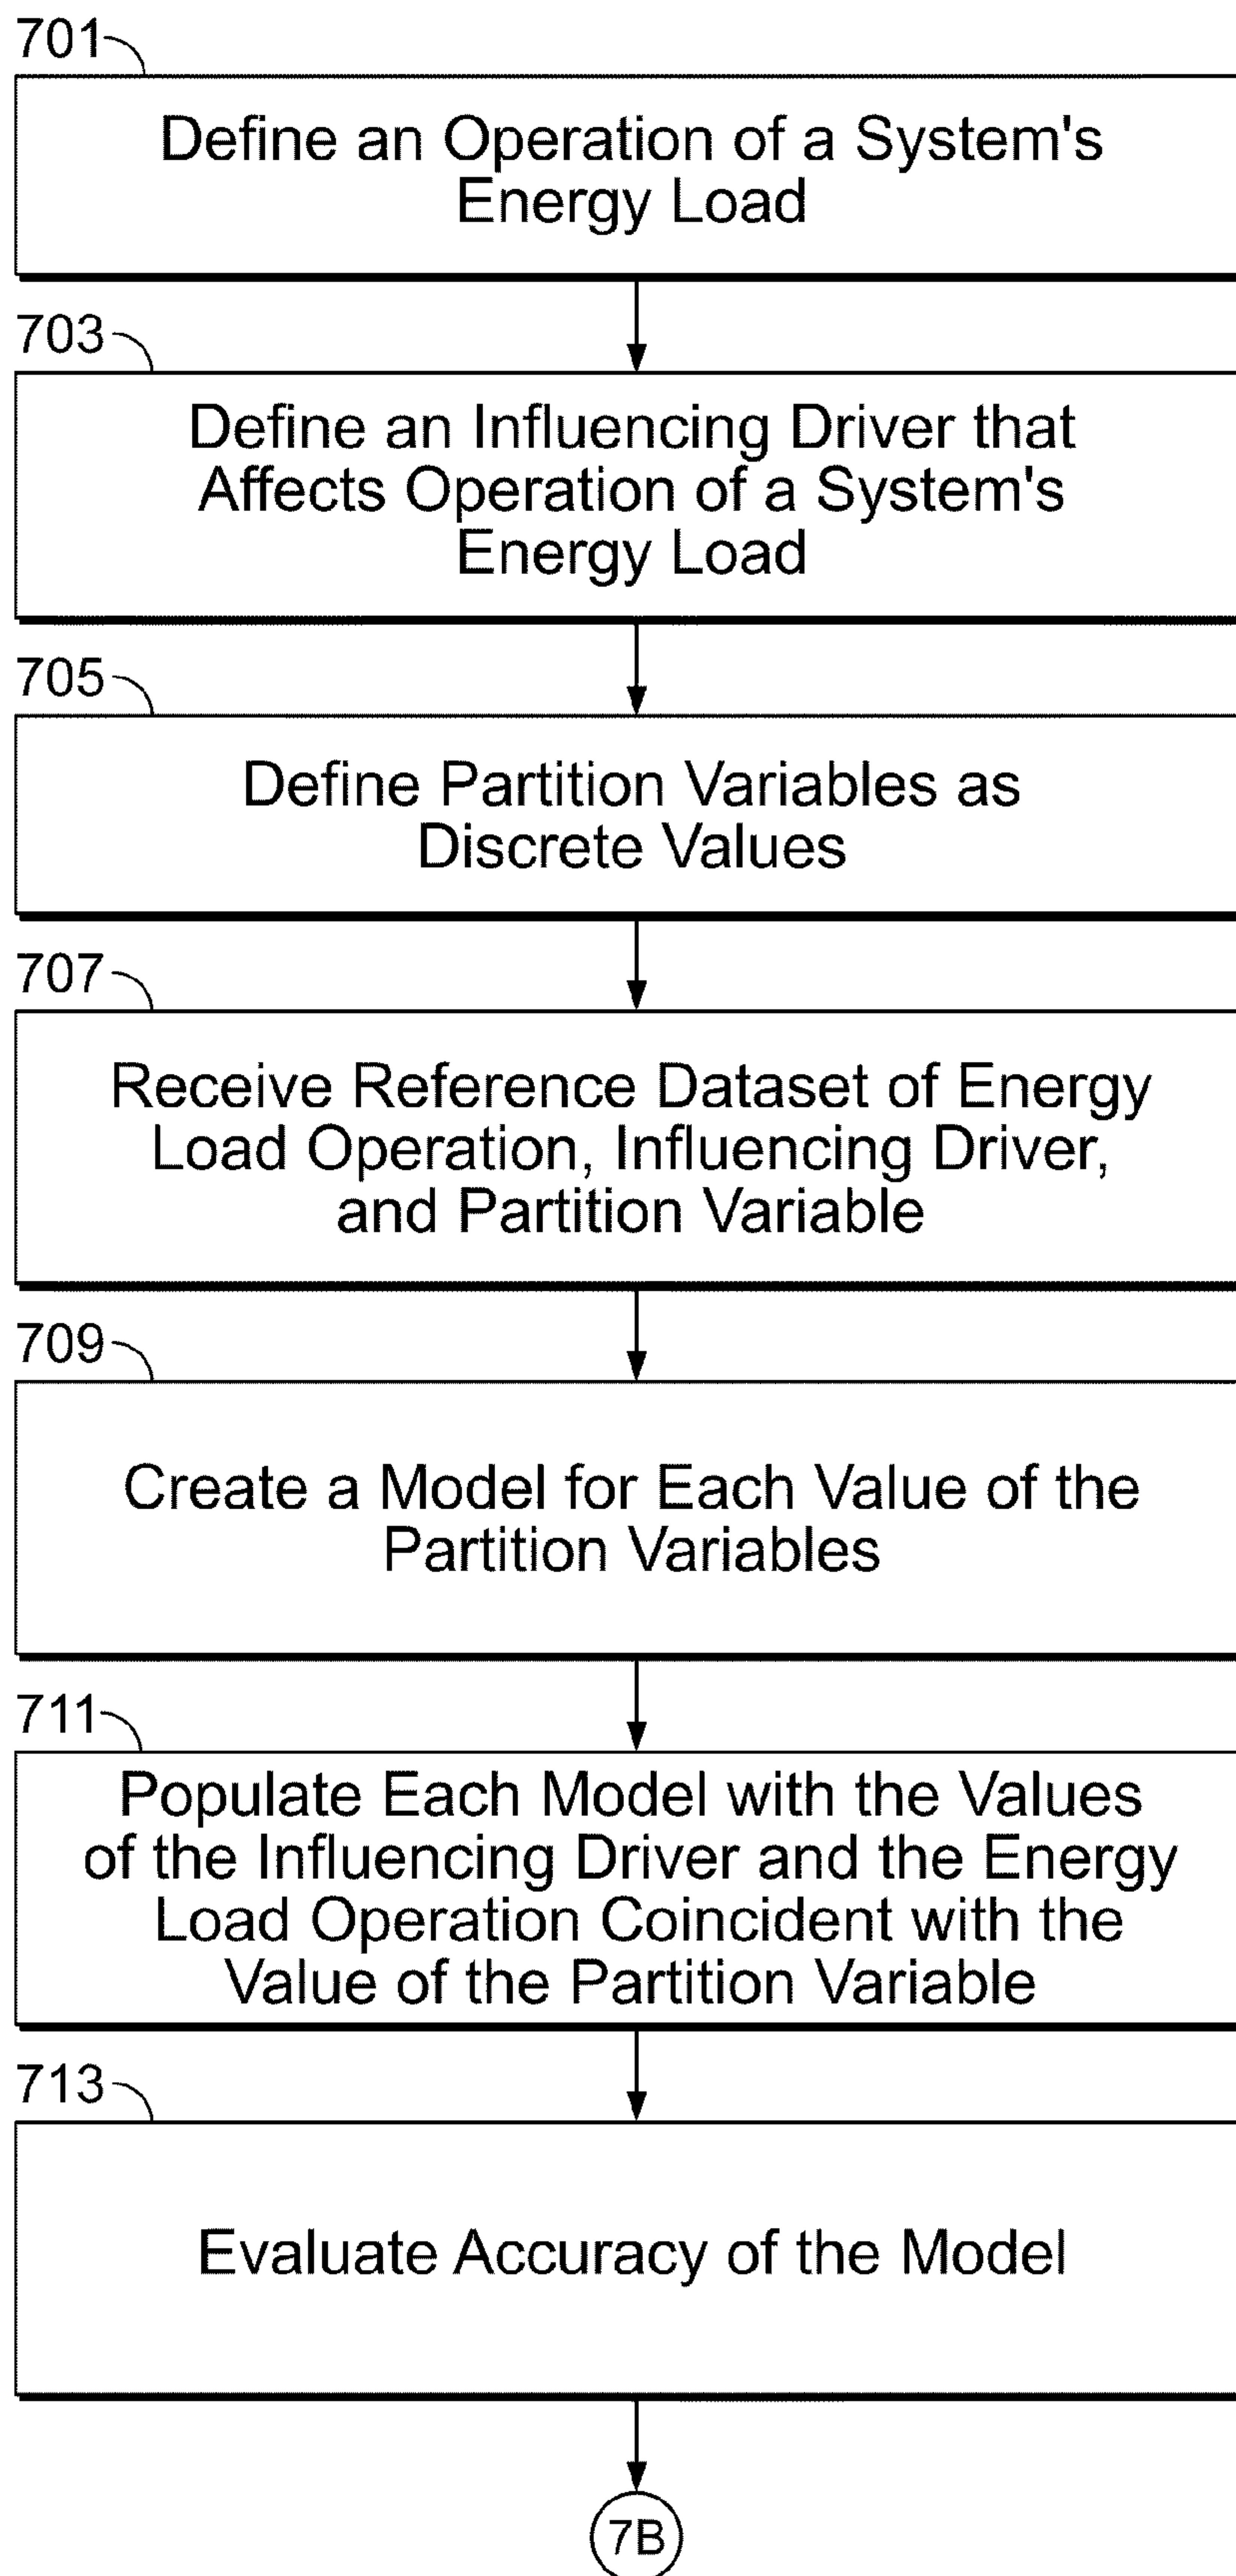 701
Define an Operation of a System's
Energy Load
703
Define an Influencing Driver that
Affects Operation of a System's
Energy Load
705
Define Partition Variables as
Discrete Values
707
Receive Reference Dataset of Energy
Load Operation, Influencing Driver,
and Partition Variable
709
Create a Model for Each Value of the
Partition Variables
711
Populate Each Model with the Values
of the Influencing Driver and the Energy
Load Operation Coincident with the
Value of the Partition Variable
713
Evaluate Accuracy of the Model
7B